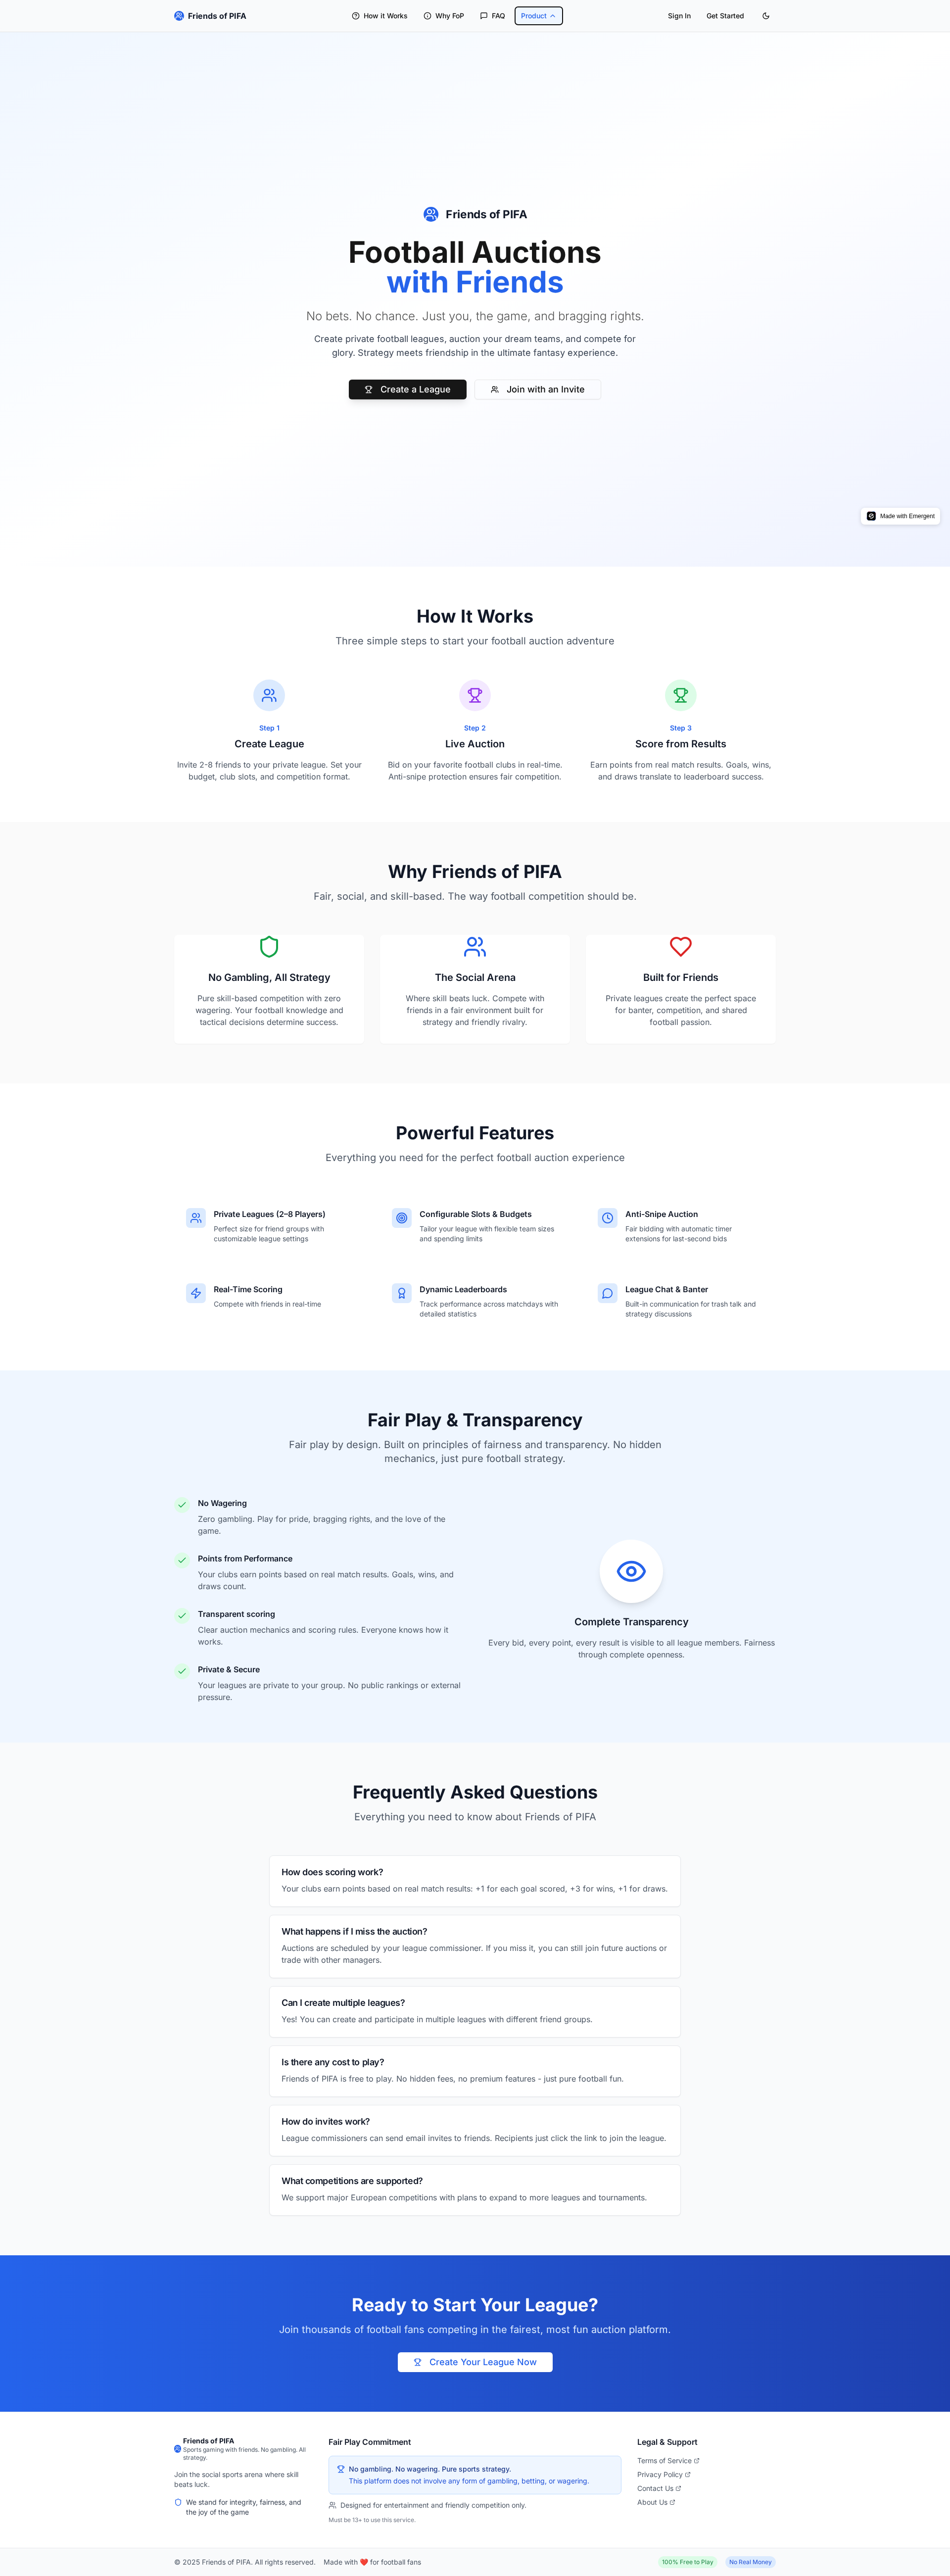 Friends of PIFA
How it Works
Why FoP
FAQ
Product
Sign In
Get Started
Friends of PIFA
Football Auctions
with Friends
No bets. No chance. Just you, the game, and bragging rights.
Create private football leagues, auction your dream teams, and compete for
glory. Strategy meets friendship in the ultimate fantasy experience.
Create a League
Join with an Invite
Made with Emergent
How It Works
Three simple steps to start your football auction adventure
Step 1
Create League
Invite 2-8 friends to your private league. Set your
budget, club slots, and competition format.
Step 2
Live Auction
Bid on your favorite football clubs in real-time.
Anti-snipe protection ensures fair competition.
Step 3
Score from Results
Earn points from real match results. Goals, wins,
and draws translate to leaderboard success.
Why Friends of PIFA
Fair, social, and skill-based. The way football competition should be.
No Gambling, All Strategy
Pure skill-based competition with zero
wagering. Your football knowledge and
tactical decisions determine success.
The Social Arena
Where skill beats luck. Compete with
friends in a fair environment built for
strategy and friendly rivalry.
Built for Friends
Private leagues create the perfect space
for banter, competition, and shared
football passion.
Powerful Features
Everything you need for the perfect football auction experience
Private Leagues (2–8 Players)
Perfect size for friend groups with
customizable league settings
Configurable Slots & Budgets
Tailor your league with flexible team sizes
and spending limits
Anti-Snipe Auction
Fair bidding with automatic timer
extensions for last-second bids
Real-Time Scoring
Compete with friends in real-time
Dynamic Leaderboards
Track performance across matchdays with
detailed statistics
League Chat & Banter
Built-in communication for trash talk and
strategy discussions
Fair Play & Transparency
Fair play by design. Built on principles of fairness and transparency. No hidden
mechanics, just pure football strategy.
No Wagering
Zero gambling. Play for pride, bragging rights, and the love of the
game.
Points from Performance
Your clubs earn points based on real match results. Goals, wins, and
draws count.
Transparent scoring
Clear auction mechanics and scoring rules. Everyone knows how it
works.
Private & Secure
Your leagues are private to your group. No public rankings or external
pressure.
Complete Transparency
Every bid, every point, every result is visible to all league members. Fairness
through complete openness.
Frequently Asked Questions
Everything you need to know about Friends of PIFA
How does scoring work?
Your clubs earn points based on real match results: +1 for each goal scored, +3 for wins, +1 for draws.
What happens if I miss the auction?
Auctions are scheduled by your league commissioner. If you miss it, you can still join future auctions or
trade with other managers.
Can I create multiple leagues?
Yes! You can create and participate in multiple leagues with different friend groups.
Is there any cost to play?
Friends of PIFA is free to play. No hidden fees, no premium features - just pure football fun.
How do invites work?
League commissioners can send email invites to friends. Recipients just click the link to join the league.
What competitions are supported?
We support major European competitions with plans to expand to more leagues and tournaments.
Ready to Start Your League?
Join thousands of football fans competing in the fairest, most fun auction platform.
Create Your League Now
Friends of PIFA
Sports gaming with friends. No gambling. All
strategy.
Join the social sports arena where skill
beats luck.
We stand for integrity, fairness, and
the joy of the game
Fair Play Commitment
No gambling. No wagering. Pure sports strategy.
This platform does not involve any form of gambling, betting, or wagering.
Designed for entertainment and friendly competition only.
Must be 13+ to use this service.
Legal & Support
Terms of Service
Privacy Policy
Contact Us
About Us
© 2025 Friends of PIFA. All rights reserved.
Made with ❤️ for football fans
100% Free to Play
No Real Money